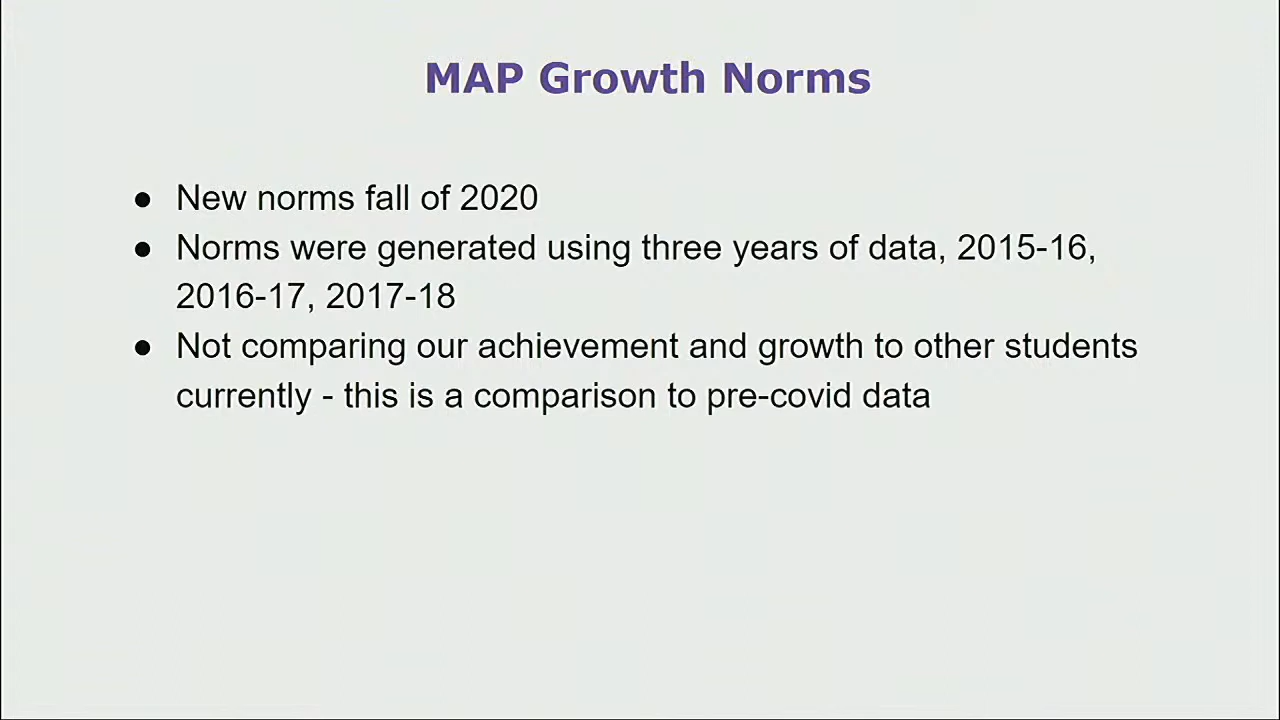 MAP Growth Norms
● New norms fall of 2020
● Norms were generated using three years of data, 2015-16,
2016-17, 2017-18
● Not comparing our achievement and growth to other students
currently - this is a comparison to pre-covid data